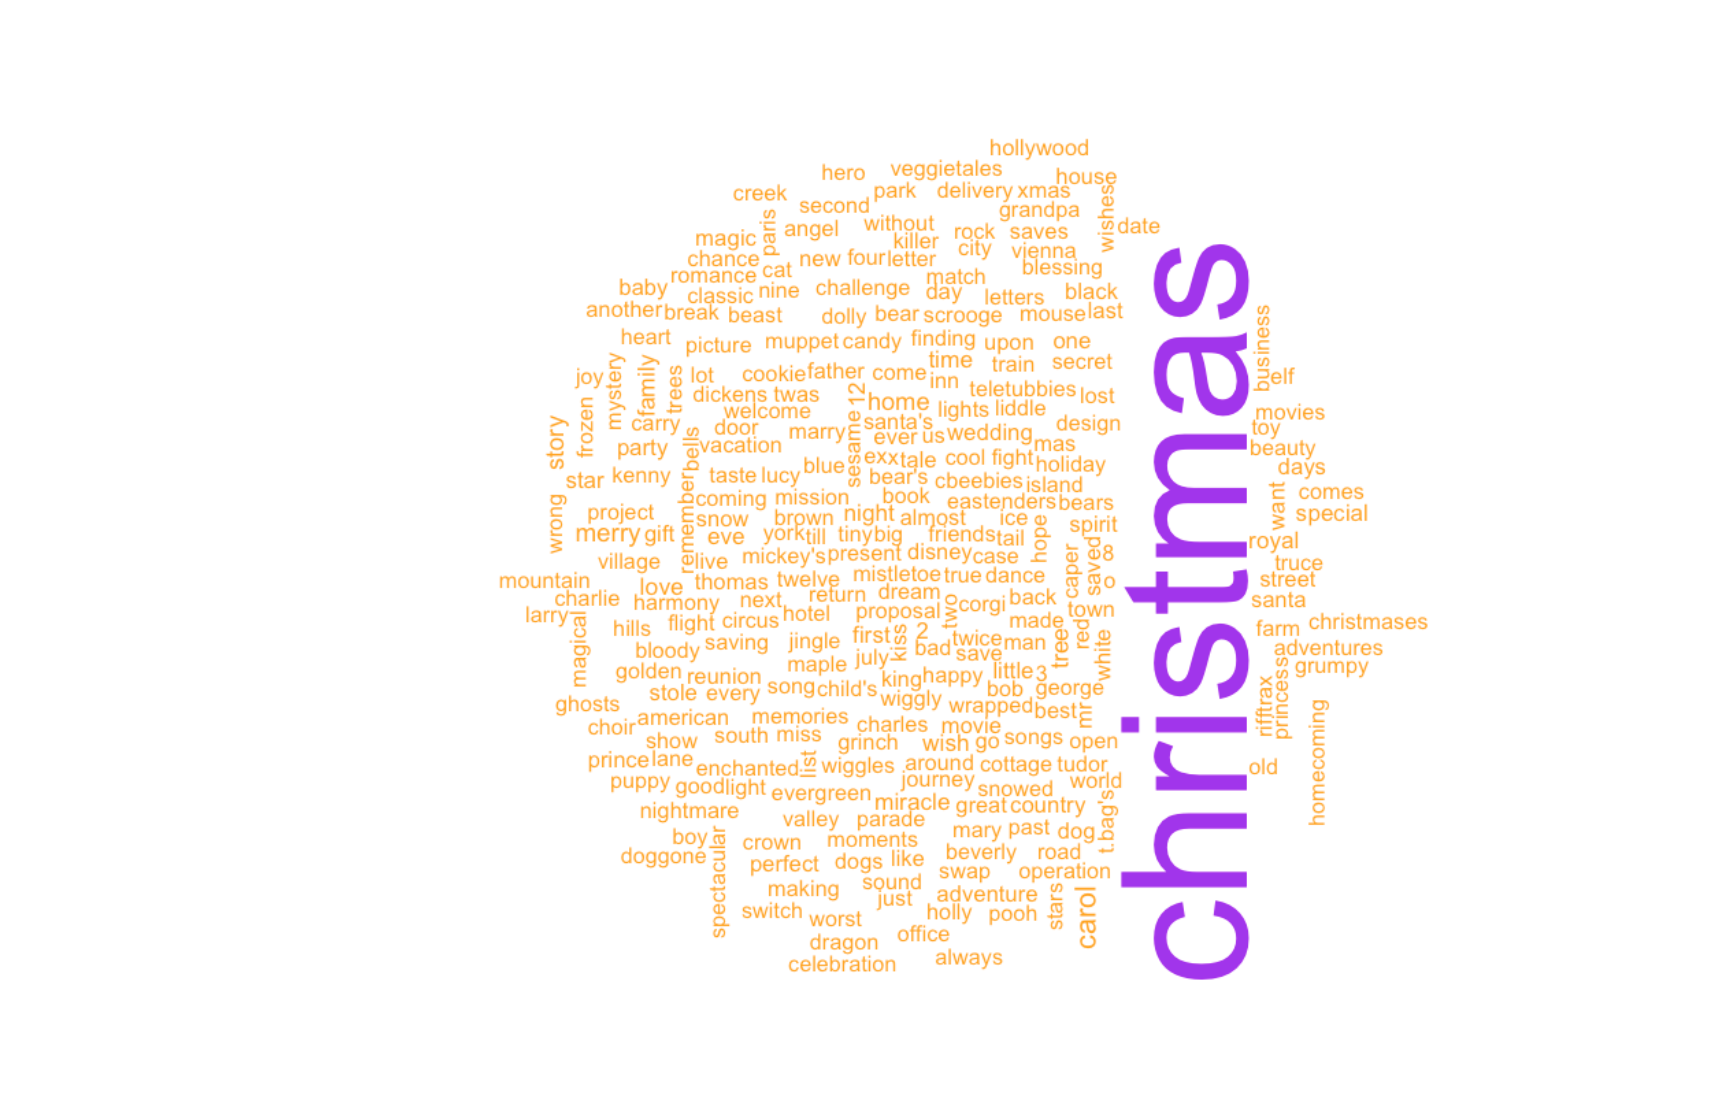 hollywood
hero veggietales house
creek park delivery xmas
second grandpa wishes
paris angel without rock saves date
magic killer city vienna
chance new four letter blessing
romance cat match
baby classic nine challenge day letters black
another break beast dolly bear scrooge mouse last
heart picture muppet candy finding upon one business
time train secret
joy mystery family trees lot cookie father come inn elf
dickens twas 12 teletubbies lost
frozen welcome home lights liddle movies
story carry door marry sesame santa's design toy
party bells vacation ever us wedding mas beauty
exx tale cool fight holiday days
star kenny taste lucy blue bear's cbeebies island want comes
wrong remember coming mission book eastenders bears special
project snow brown night almost ice spirit
merry gift eve york till tiny big friends tail hope royal
village live mickey's present disney case caper saved 8 truce
mountain love thomas twelve mistletoe true dance o street
charlie harmony next return dream two corgi back santa
larry hills flight circus hotel proposal made town christmases
magical bloody saving jingle first kiss 2 bad twice man tree red white farm
maple july save adventures
golden reunion king happy little 3 grumpy
stole every song child's wiggly bob george rifftrax princess
ghosts wrapped best mr
choir american memories charles movie homecoming
show south miss grinch wish go songs open
prince lane enchanted list wiggles around cottage tudor old
puppy good light evergreen journey snowed world
nightmare miracle great country t.bag's
valley parade
boy spectacular crown moments mary past dog
doggone perfect dogs like beverly road
making sound swap operation
switch worst just adventure stars carol
holly pooh
dragon office
celebration always
christmas